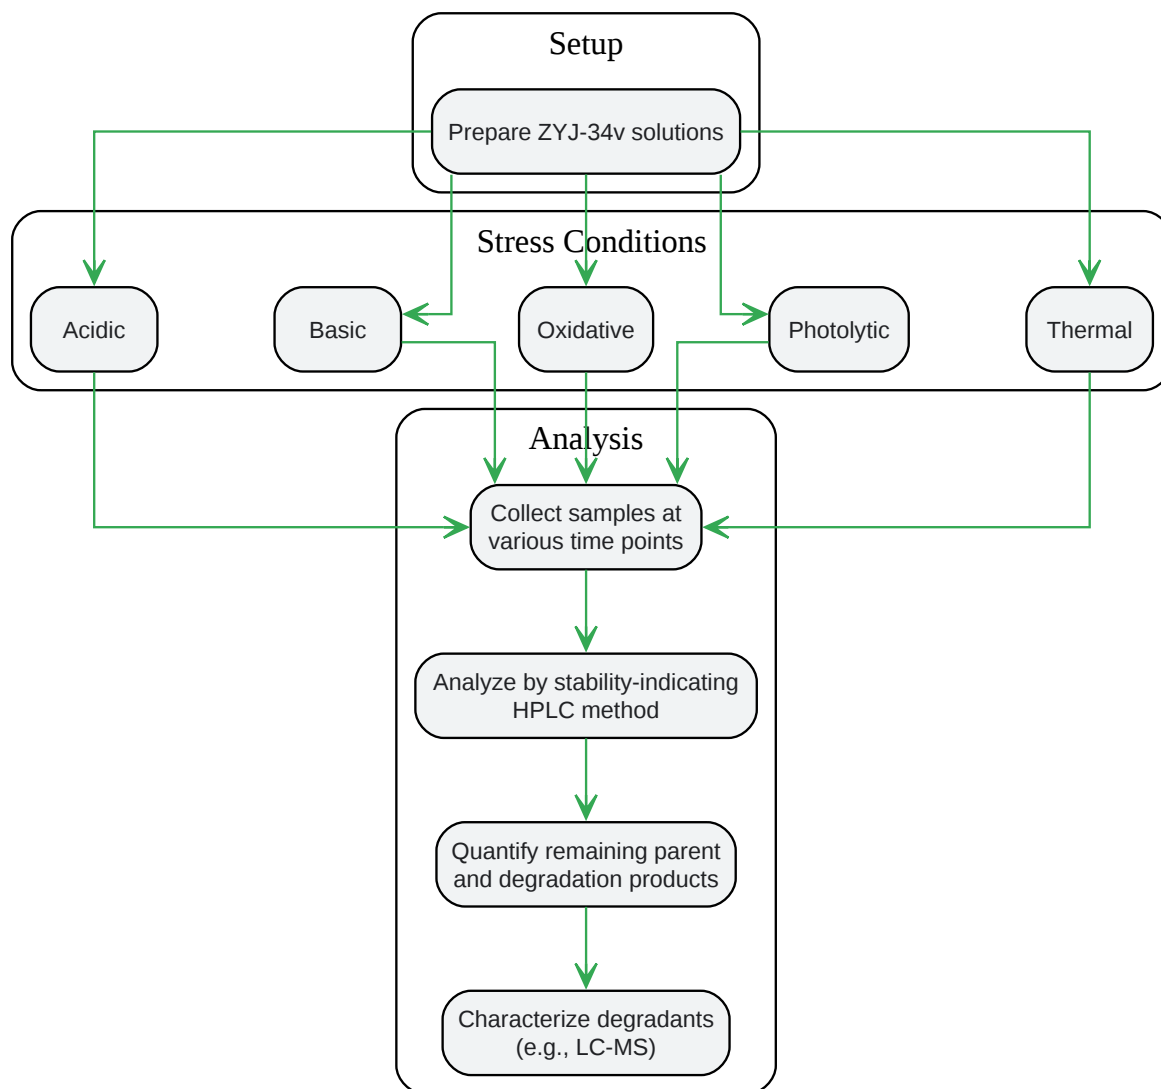 Setup
Prepare ZYJ-34v solutions
Stress Conditions
Acidic
Basic
Oxidative
Photolytic
Thermal
Analysis
Collect samples at
various time points
Analyze by stability-indicating
HPLC method
Quantify remaining parent
and degradation products
Characterize degradants
(e.g., LC-MS)